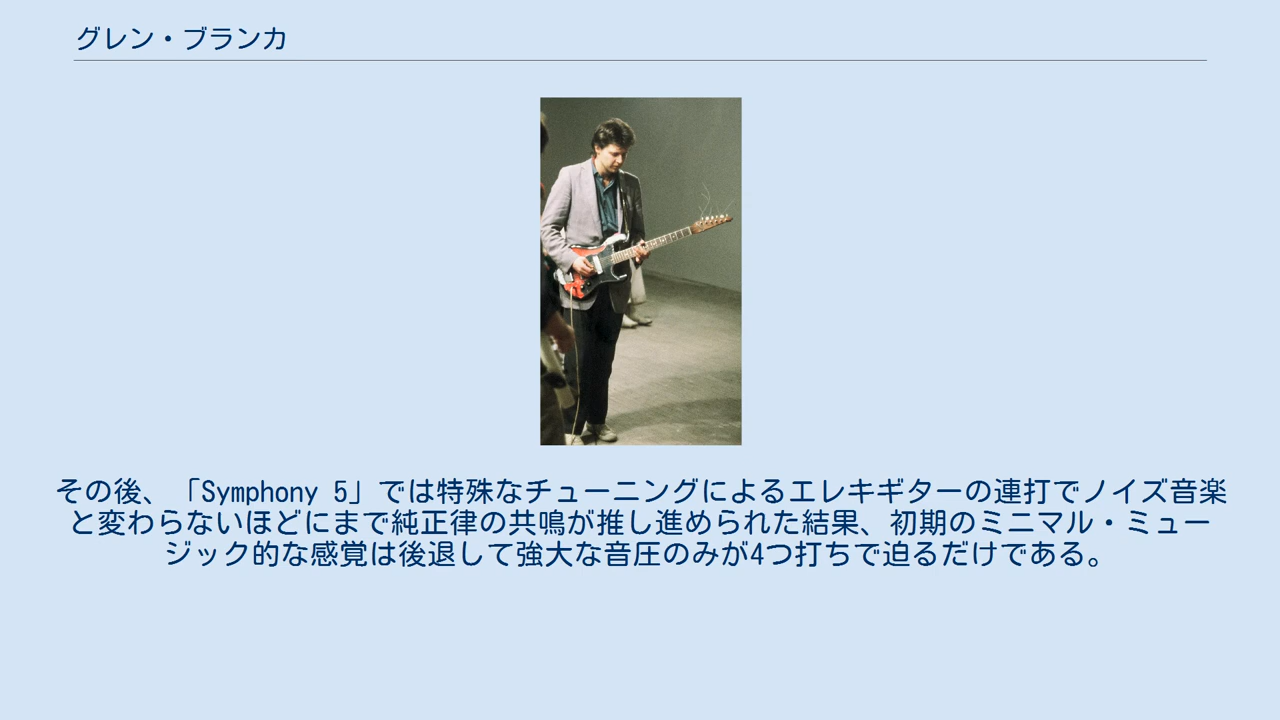 グレン・ブランカ
その後、「Symphony 5」では特殊なチューニングによるエレキギターの連打でノイズ音楽
と変わらないほどにまで純正律の共鳴が推し進められた結果、初期のミニマル・ミュー
ジック的な感覚は後退して強大な音圧のみが4つ打ちで迫るだけである。